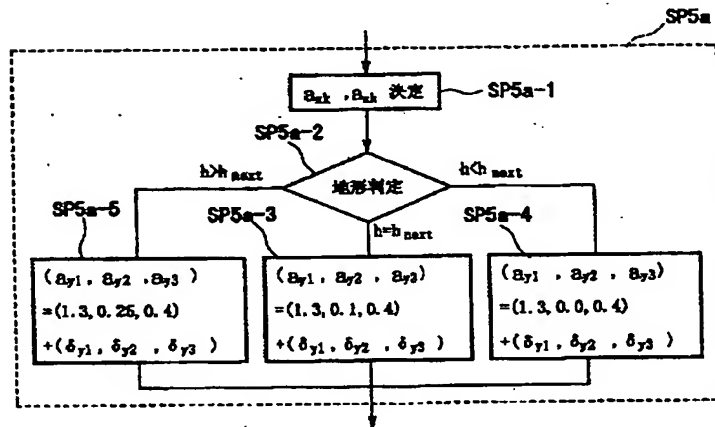 SP5a
a_xk , a_xk 決定
SP5a-1
SP5a-2
h>h_next
地形判定
h<h_next
h=h_next
SP5a-5
(a_y1, a_y2 ,a_y3 )
=(1.3,0.25,0.4)
+(δ_y1, δ_y2 , δ_y3 )
SP5a-3
(a_y1, a_y2 , a_y3)
=(1.3,0.1,0.4)
+(δ_y1, δ_y2 , δ_y3 )
SP5a-4
(a_y1 , a_y2 , a_y3)
=(1.3,0.0,0.4)
+(δ_y1, δ_y2 , δ_y3)